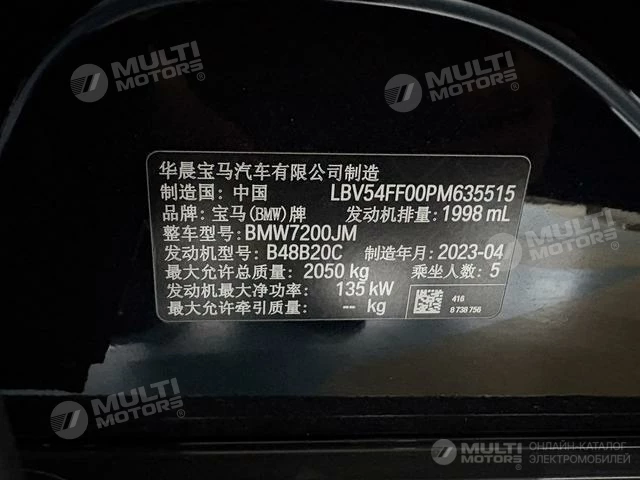 MULTI MOTORS®
MULTI MOTORS
华晨宝马汽车有限公司制造
制造国: 中国 LBV54FF00PM635515
品牌: 宝马(BMW)牌 发动机排量: 1998 mL
整车型号: BMW7200JM
发动机型号: B48B20C 制造年月: 2023-04
最大允许总质量: 2050 kg 乘坐人数: 5
发动机最大净功率: 135 kW
最大允许牵引质量: -- kg
416
8 738 756
MULTI MOTORS®
MULTI MOTORS®
MULTI MOTORS® ОНЛАЙН-КАТАЛОГ
ЭЛЕКТРОМОБИЛЕЙ